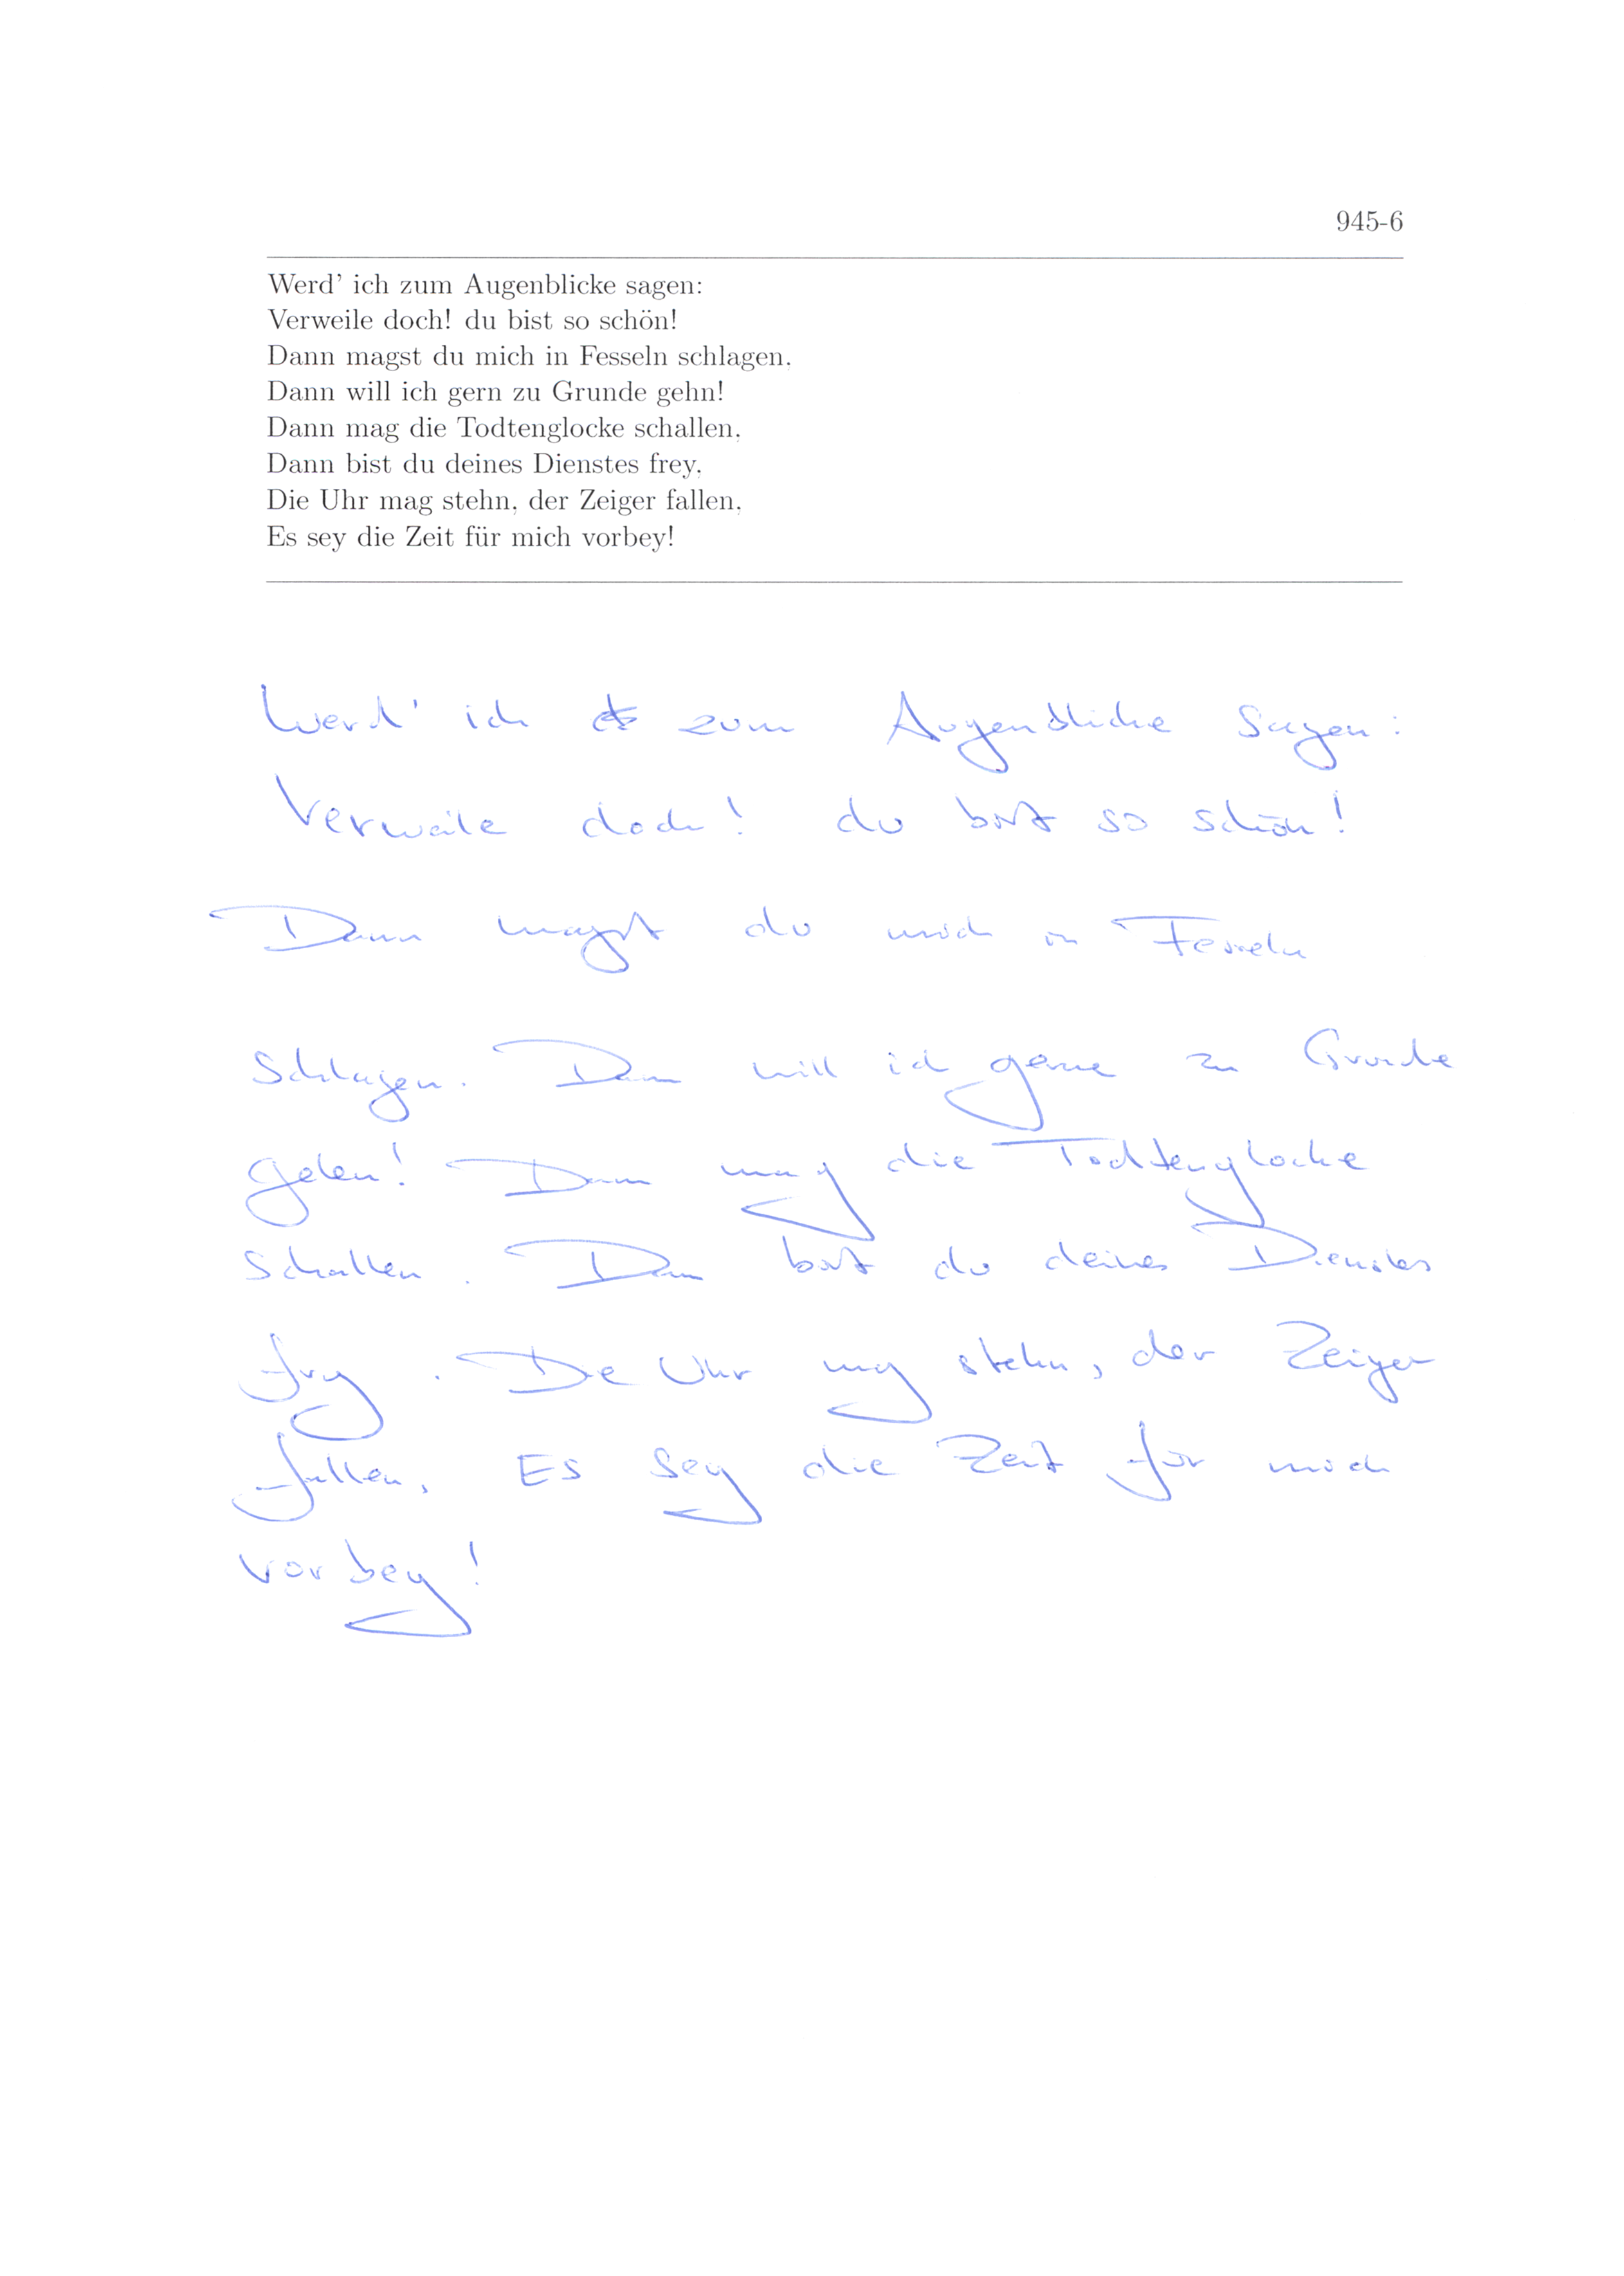 945-6
Werd' ich zum Augenblicke sagen:
Verweile doch! du bist so schön!
Dann magst du mich in Fesseln schlagen.
Dann will ich gern zu Grunde gehn!
Dann mag die Todtenglocke schallen.
Dann bist du deines Dienstes frey.
Die Uhr mag stehn, der Zeiger fallen,
Es sey die Zeit für mich vorbey!
Werd' ich zum Augenblicke sagen:
Verweile doch! du bist so schön!
Dann magst du mich in Fesseln
schlagen. Dann will ich gerne zu Grunde
gehen! Dann mag die Todtenglocke
schallen. Dann bist du deines Dienstes
frey. Die Uhr mag stehn, der Zeiger
fallen, Es sey die Zeit für mich
vorbey!